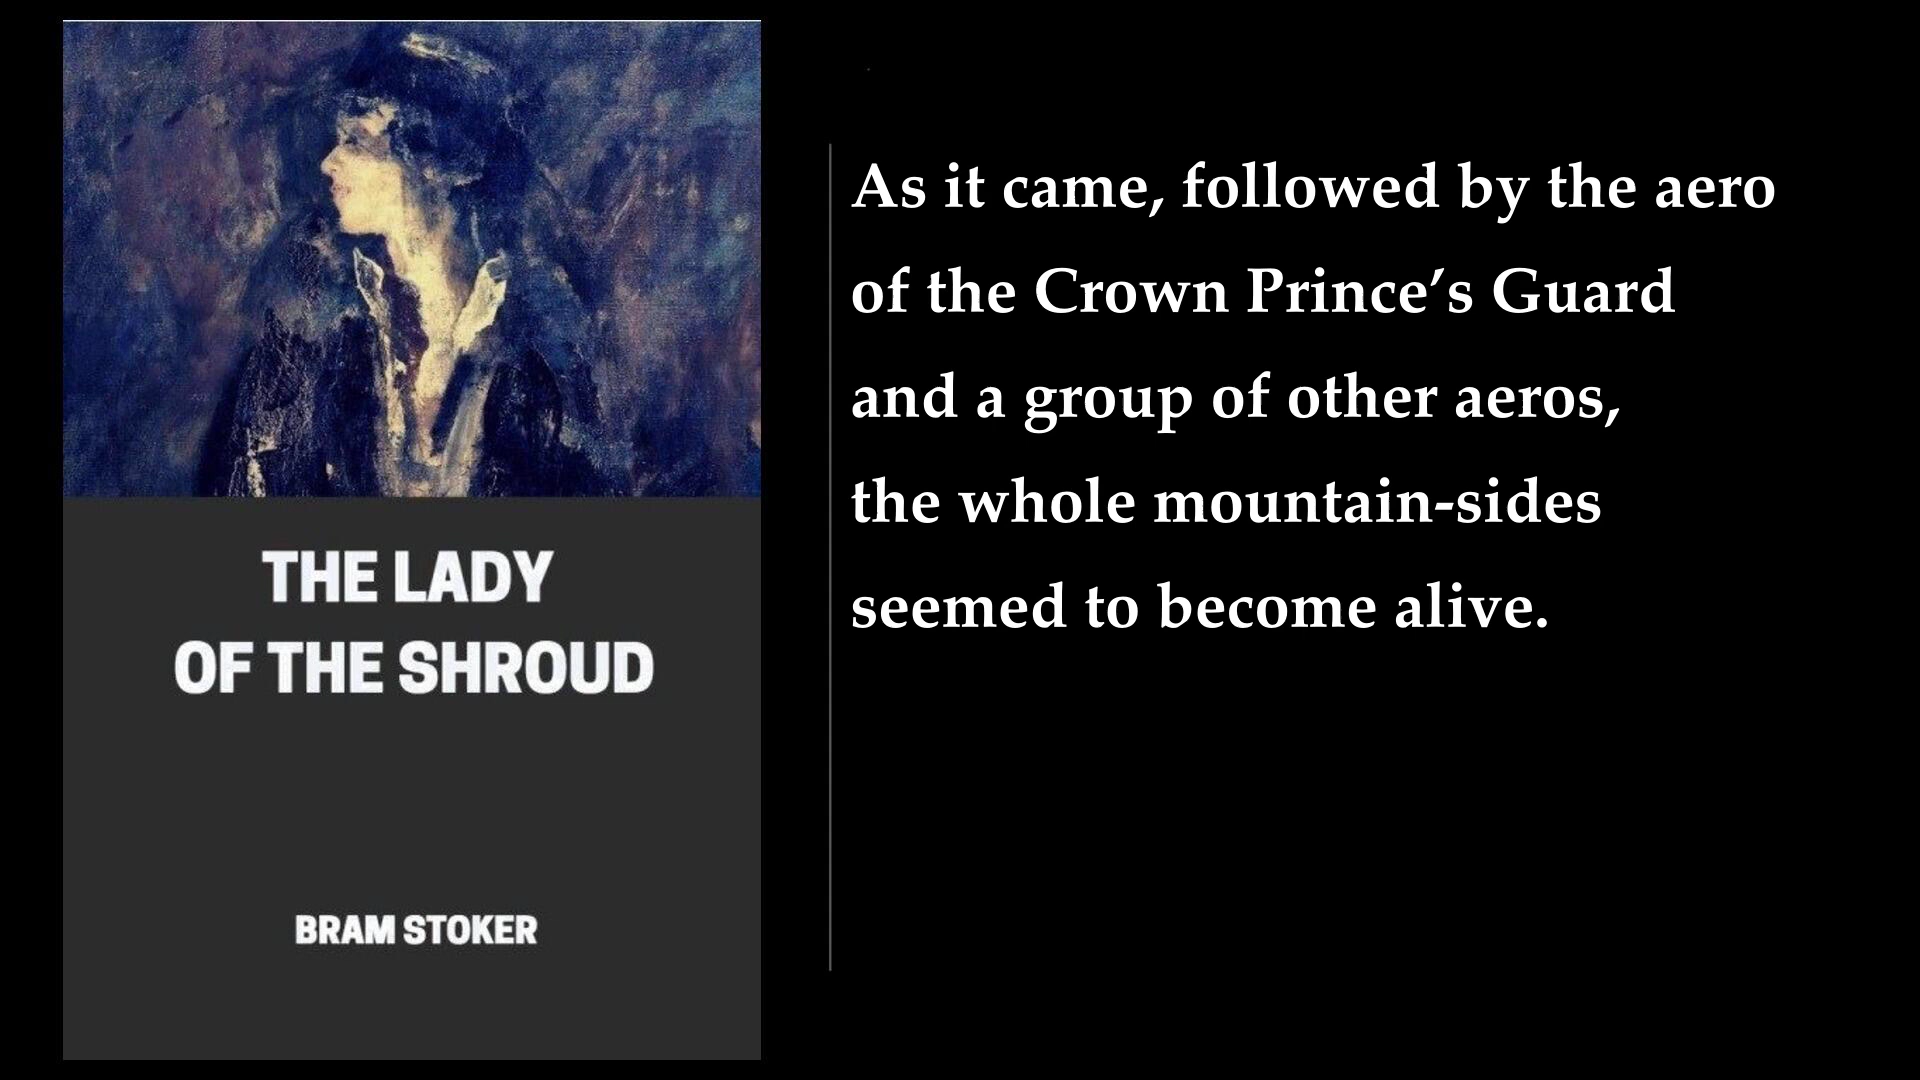 THE LADY
OF THE SHROUD
BRAM STOKER
As it came, followed by the aero
of the Crown Prince’s Guard
and a group of other aeros,
the whole mountain-sides
seemed to become alive.